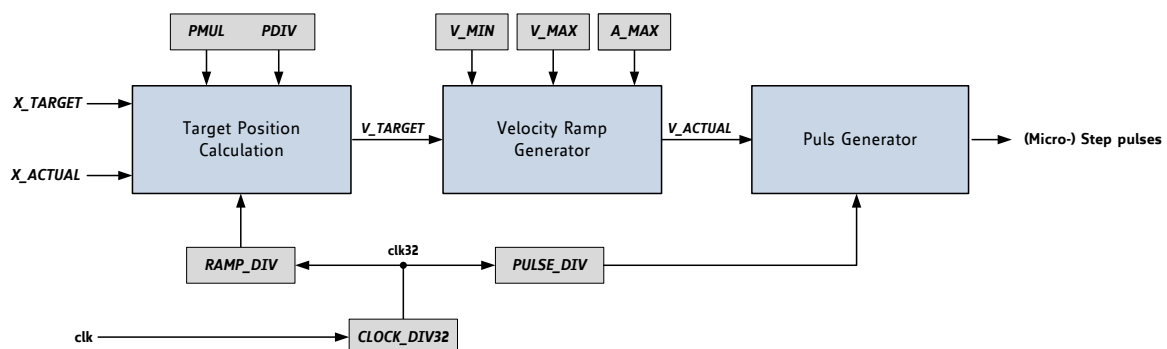 PMUL PDIV
V_MIN
V_MAX
A_MAX
X_TARGET
X_ACTUAL
Target Position
Calculation
V_TARGET
Velocity Ramp
Generator
V_ACTUAL
Puls Generator
(Micro-) Step pulses
RAMP_DIV
clk32
PULSE_DIV
clk
CLOCK_DIV32